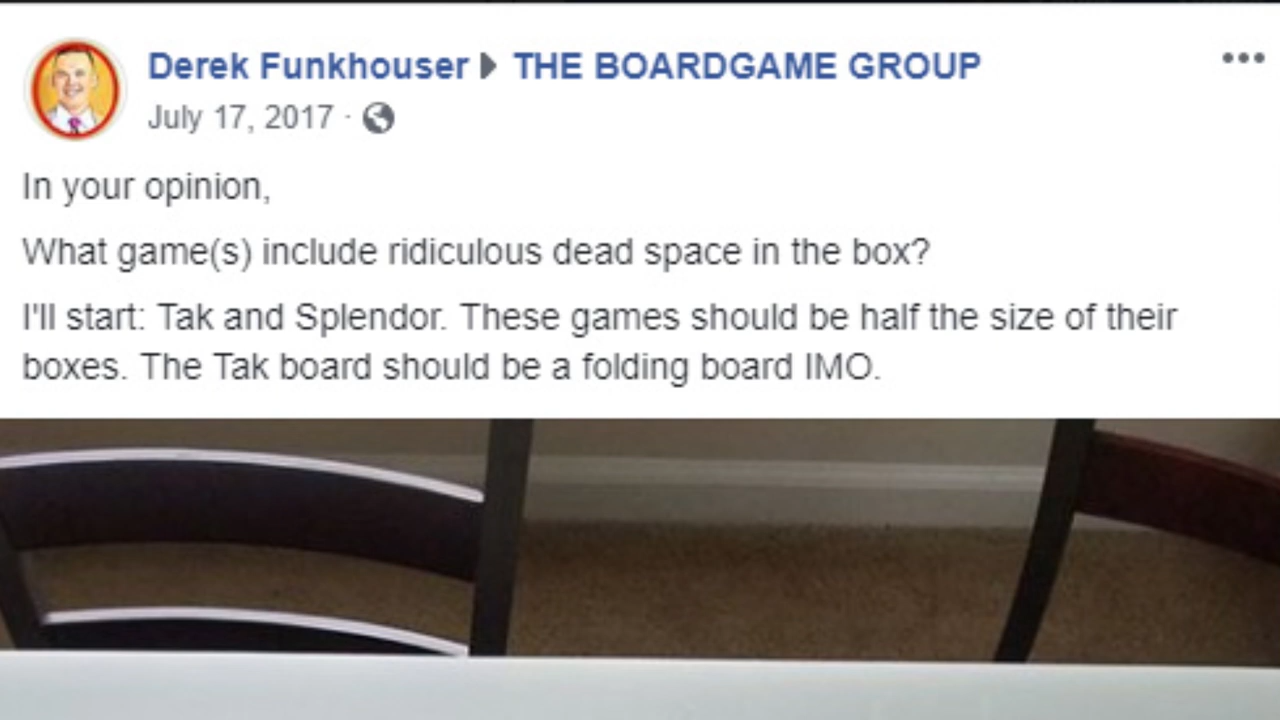 Derek Funkhouser ▶ THE BOARDGAME GROUP
July 17, 2017 ·
In your opinion,
What game(s) include ridiculous dead space in the box?
I'll start: Tak and Splendor. These games should be half the size of their
boxes. The Tak board should be a folding board IMO.